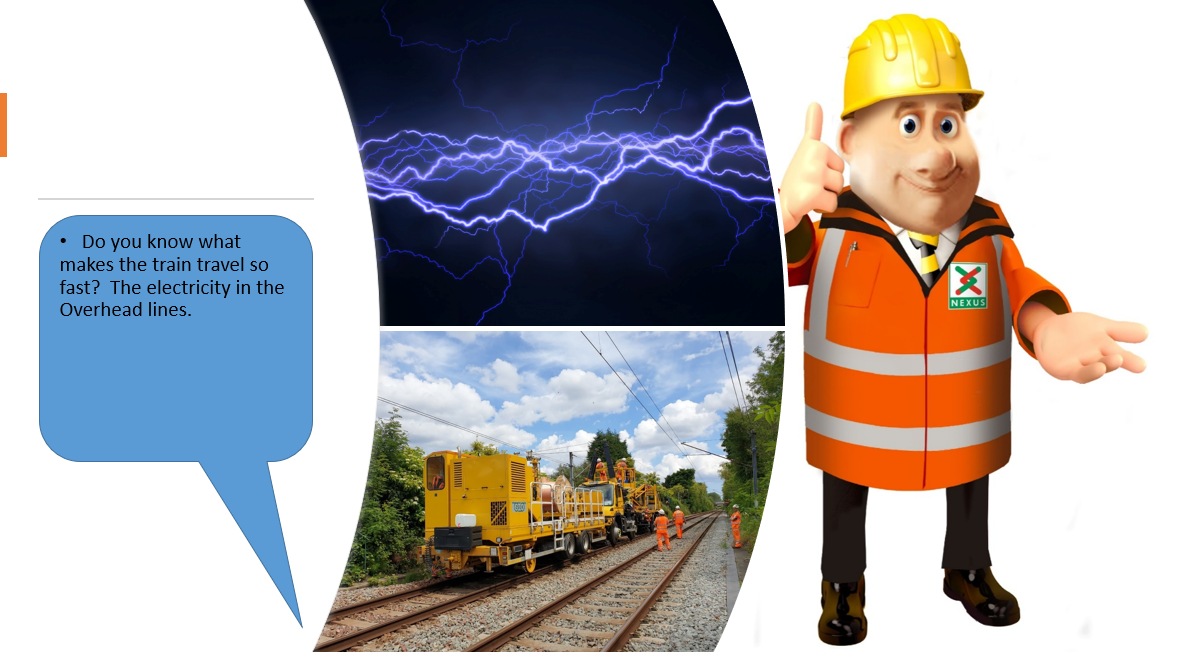 • Do you know what
makes the train travel so
fast?  The electricity in the
Overhead lines.
NEXUS